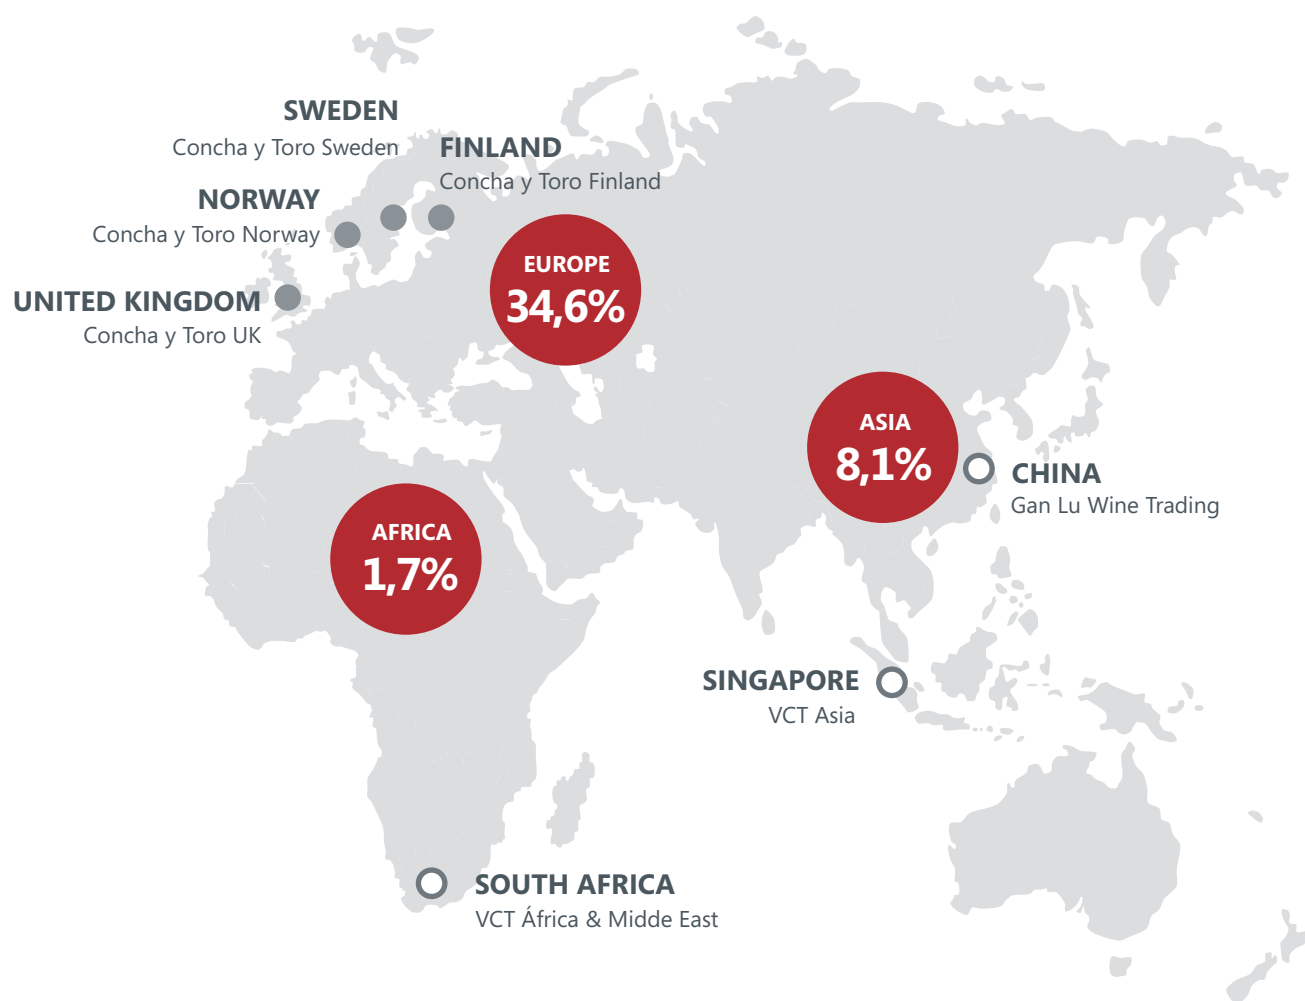 SWEDEN
Concha y Toro Sweden
FINLAND
Concha y Toro Finland
NORWAY
Concha y Toro Norway
UNITED KINGDOM
Concha y Toro UK
EUROPE
34,6%
ASIA
8,1%
CHINA
Gan Lu Wine Trading
AFRICA
1,7%
SINGAPORE
VCT Asia
SOUTH AFRICA
VCT África & Midde East